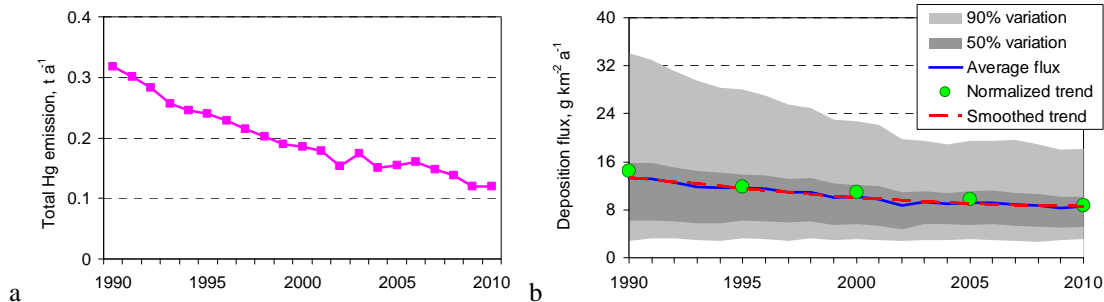 Total Hg emission, t a-1
0.4
0.3
0.2
0.1
0
1990
1995
2000
2005
2010
a
Deposition flux, g km-2 a-1
40
32
24
16
8
0
1990
1995
2000
2005
2010
90% variation
50% variation
Average flux
Normalized trend
Smoothed trend
b